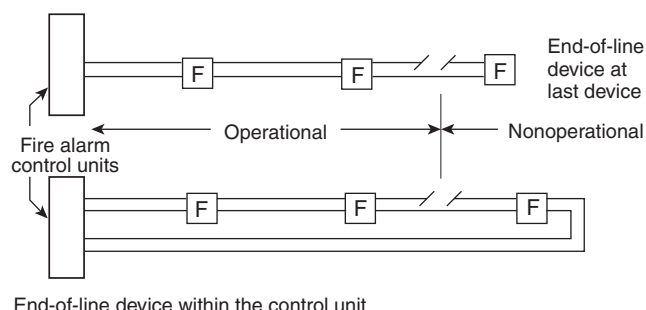 F
F
F
End-of-line
device at
last device
Operational
Nonoperational
Fire alarm
control units
F
F
F
End-of-line device within the control unit